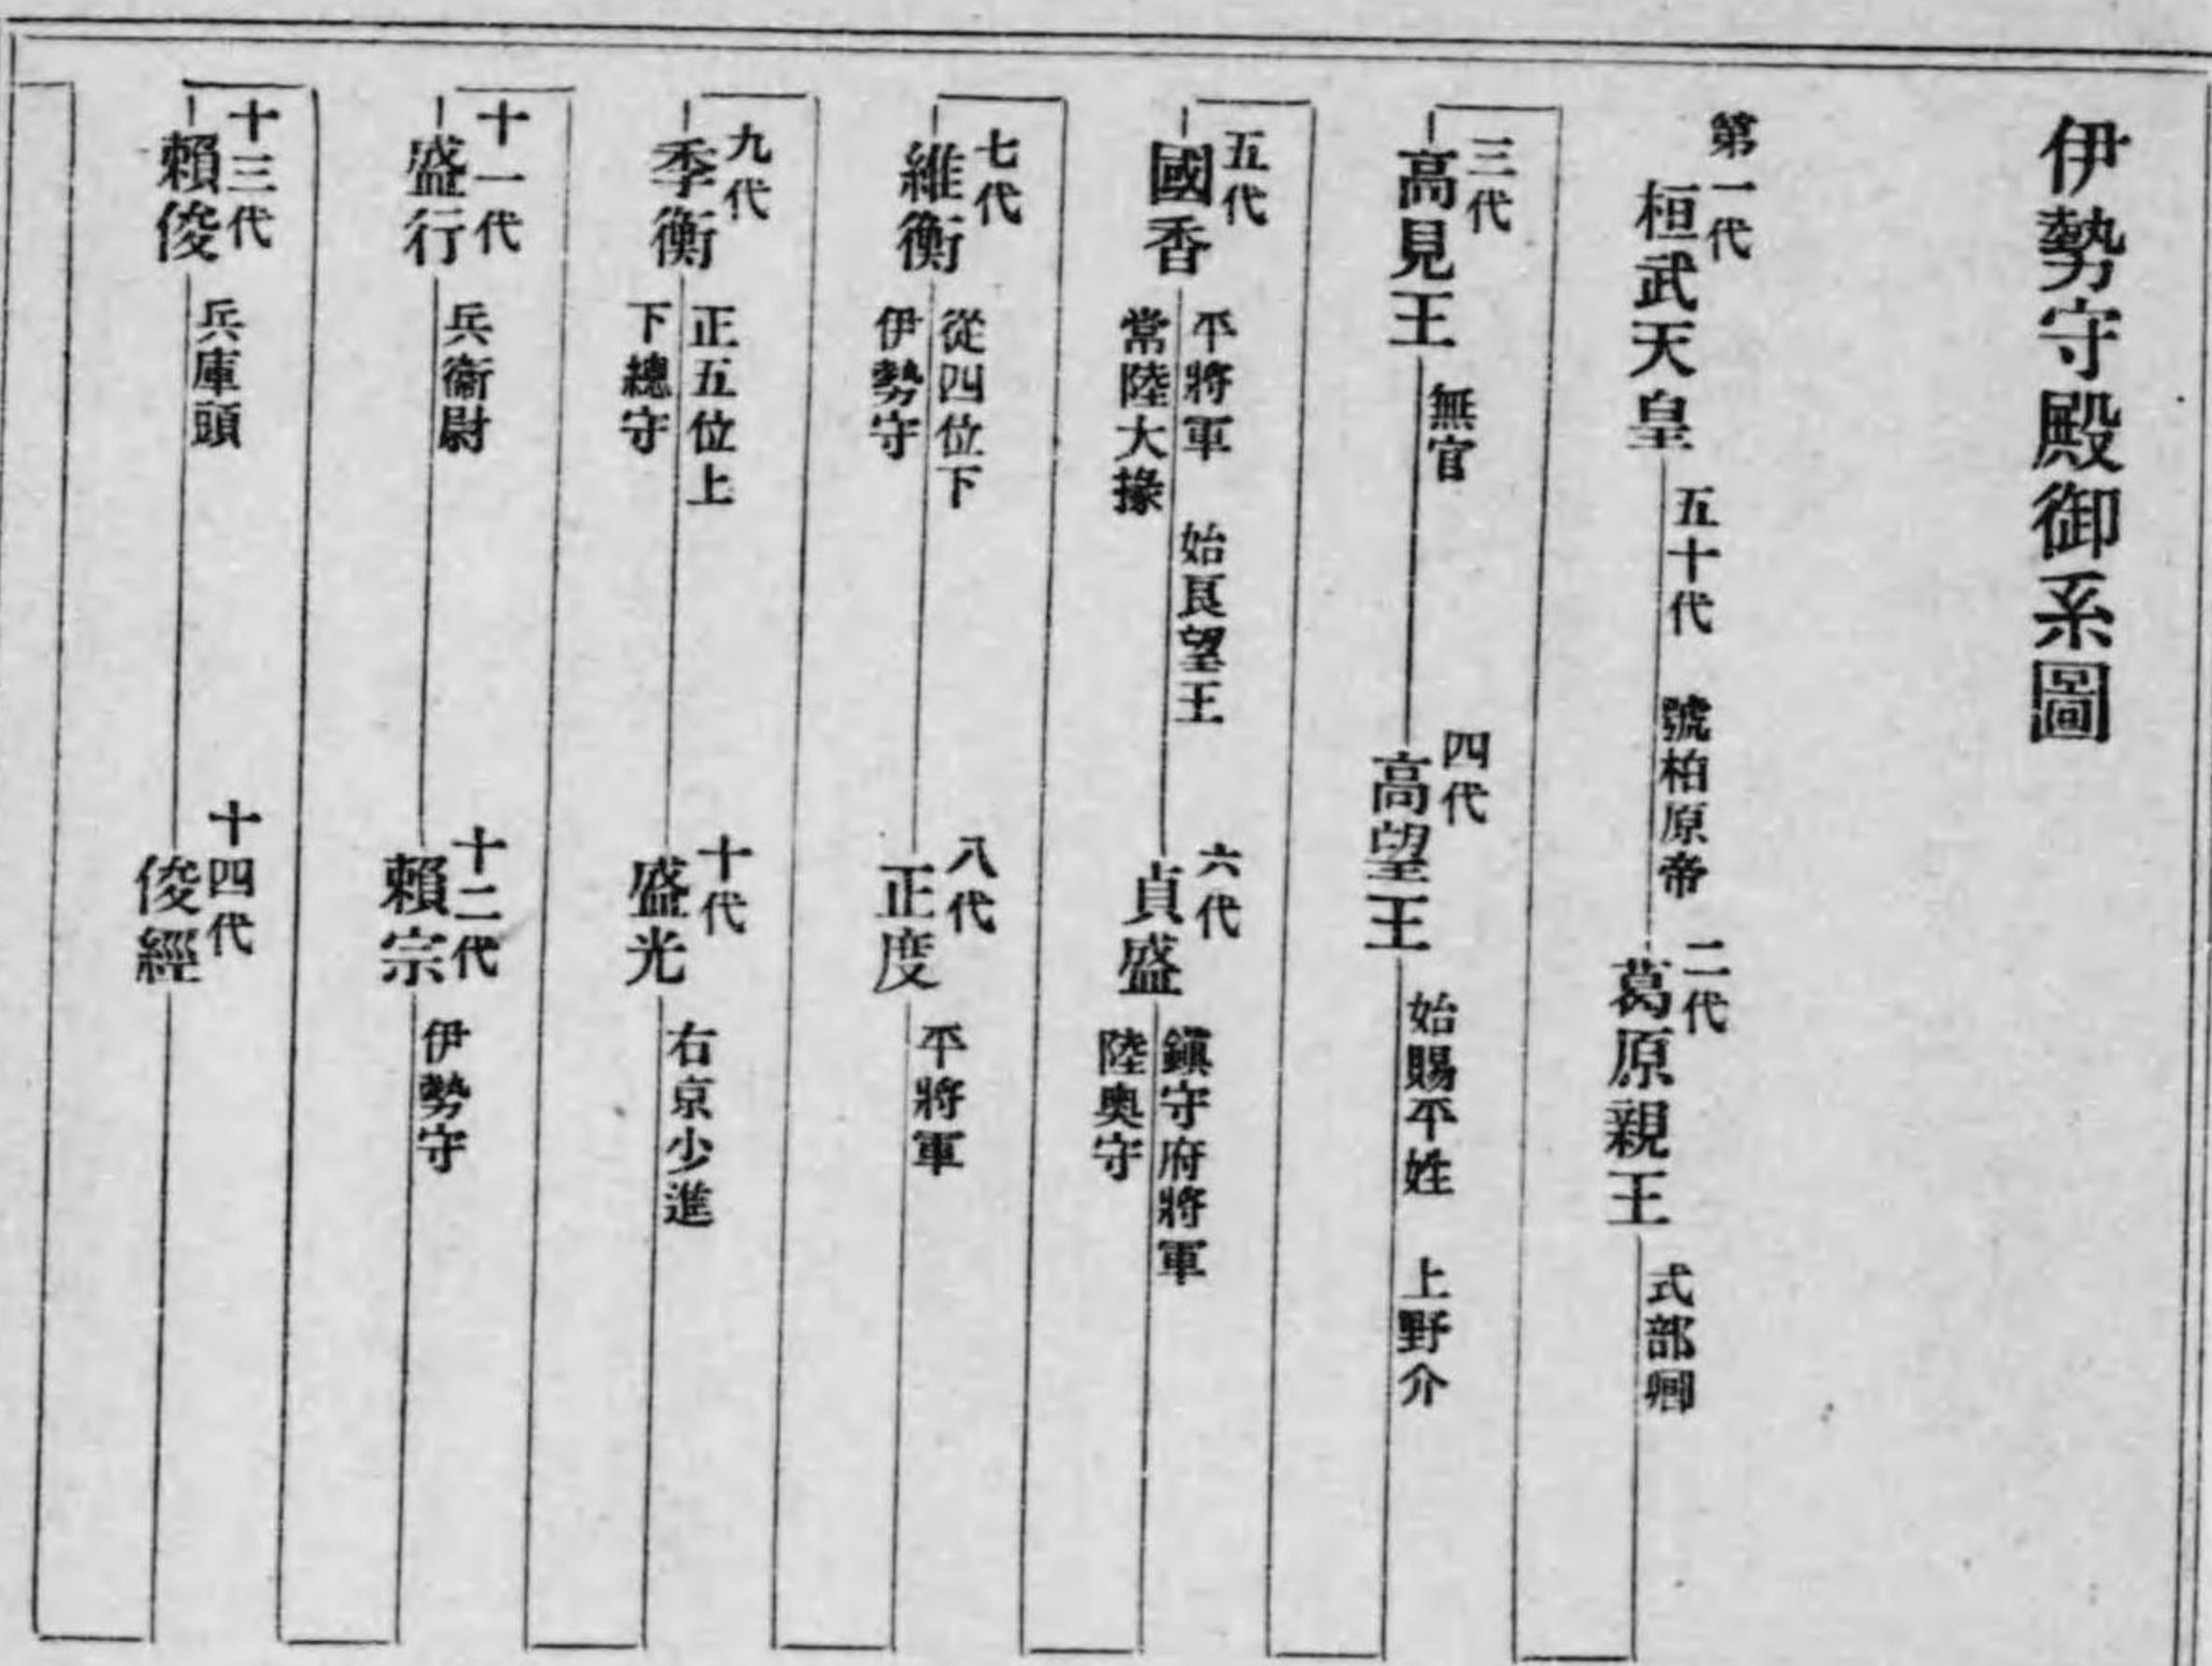 伊勢守殿御系圖
第一代
桓武天皇
五十代　號柏原帝
二代
葛原親王
式部卿
三代
高見王
無官
四代
高望王
始賜平姓　上野介
五代
國香
平將軍　始良望王
常陸大掾
六代
貞盛
鎭守府將軍
陸奥守
七代
維衡
從四位下
伊勢守
八代
正度
平將軍
九代
季衡
正五位上
下總守
十代
盛光
右京少進
十一代
盛行
兵衞尉
十二代
賴宗
伊勢守
十三代
賴俊
兵庫頭
十四代
俊經